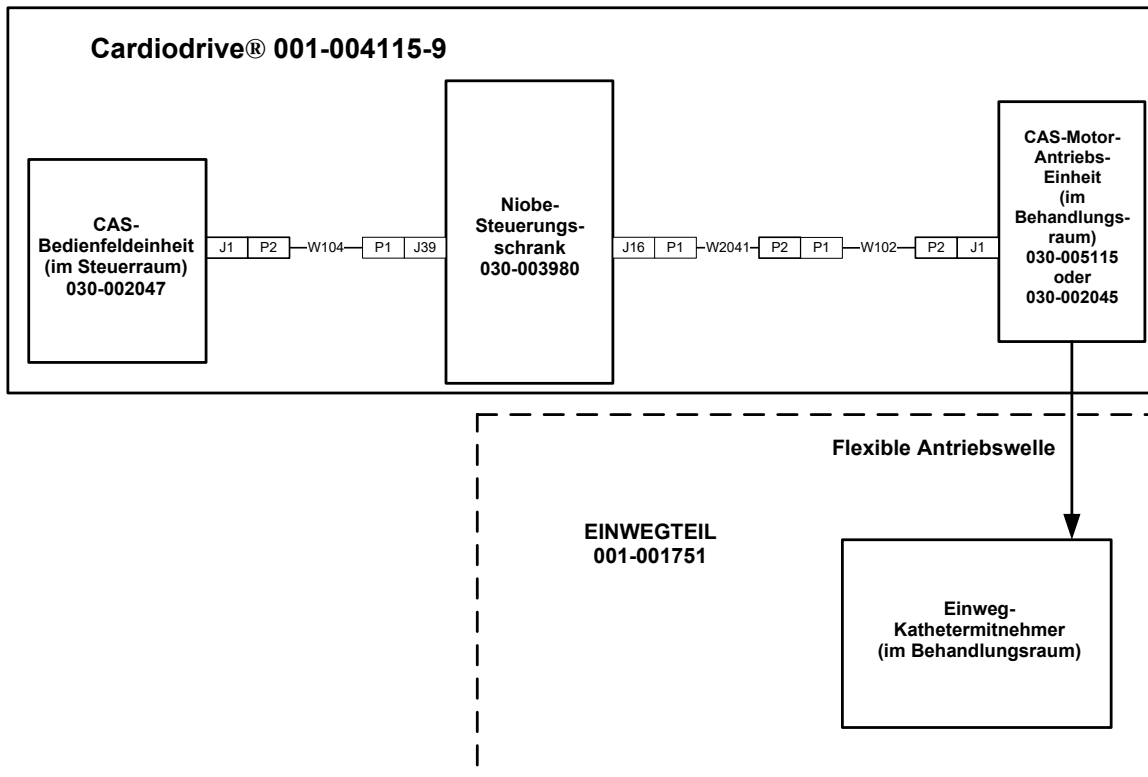 Cardiodrive® 001-004115-9
CAS-
Bedienfeldeinheit
(im Steuerraum)
030-002047
J1 P2 W104 P1 J39
Niobe-
Steuerungs-
schrank
030-003980
J16 P1 W2041 P2 P1 W102 P2 J1
CAS-Motor-
Antriebs-
Einheit
(im
Behandlungs-
raum)
030-005115
oder
030-002045
Flexible Antriebswelle
EINWEGTEIL
001-001751
Einweg-
Kathetermitnehmer
(im Behandlungsraum)